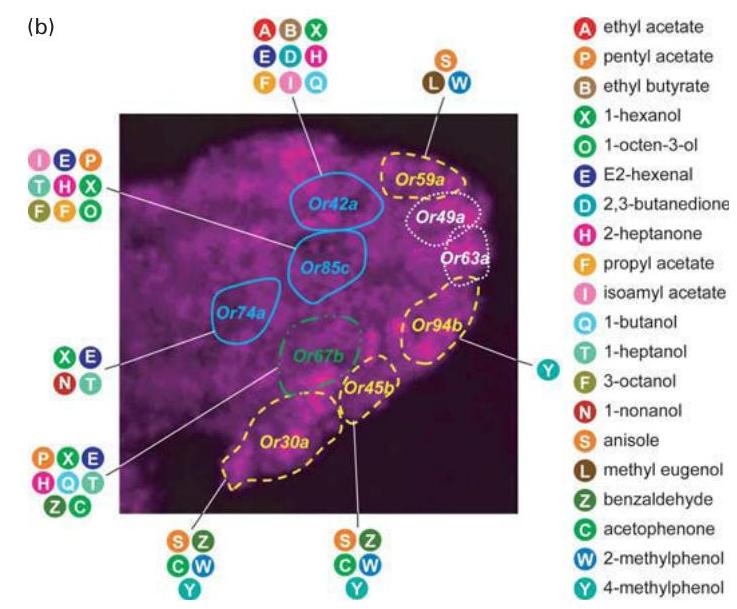 (b)
A B X
E D H
F I Q
S
L W
I E P
T H X
F F O
X E
N T
P X E
H Q T
Z C
S Z
C W
Y
S Z
C W
Y
Y
Or59a
Or42a
Or49a
Or63a
Or85c
Or74a
Or94b
Or67b
Or45b
Or30a
A ethyl acetate
P pentyl acetate
B ethyl butyrate
X 1-hexanol
O 1-octen-3-ol
E E2-hexenal
D 2,3-butanedione
H 2-heptanone
F propyl acetate
I isoamyl acetate
Q 1-butanol
T 1-heptanol
F 3-octanol
N 1-nonanol
S anisole
L methyl eugenol
Z benzaldehyde
C acetophenone
W 2-methylphenol
Y 4-methylphenol